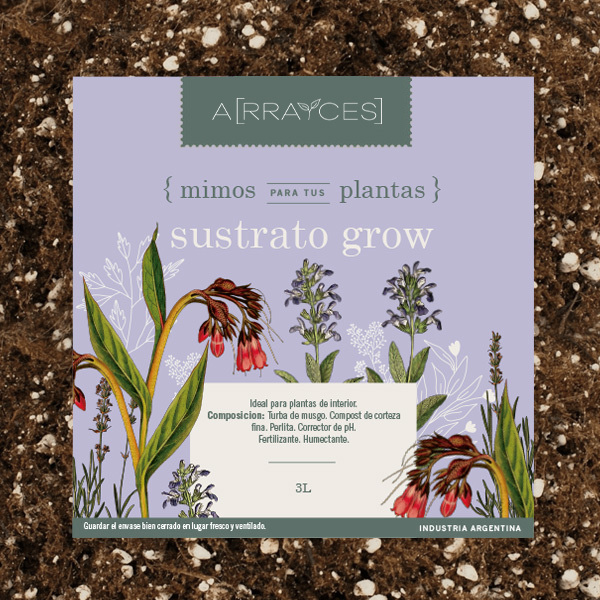 A[RRAYCES]
{ mimos PARA TUS plantas }
sustrato grow
Ideal para plantas de interior.
Composicion: Turba de musgo. Compost de corteza
fina. Perlita. Corrector de pH.
Fertilizante. Humectante.
3L
Guardar el envase bien cerrado en lugar fresco y ventilado.
INDUSTRIA ARGENTINA